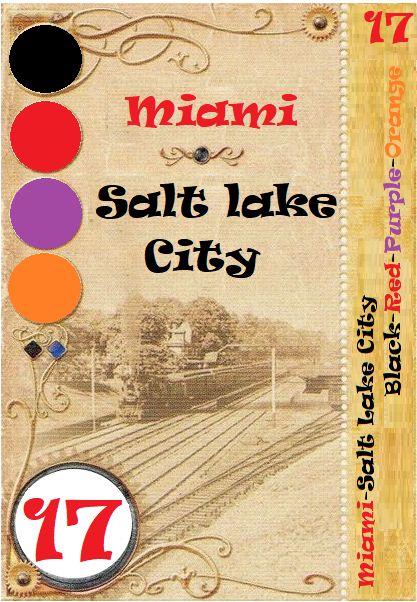 17
Miami
Salt lake
City
17
Miami-Salt Lake City
Black-Red-Purple-Orange